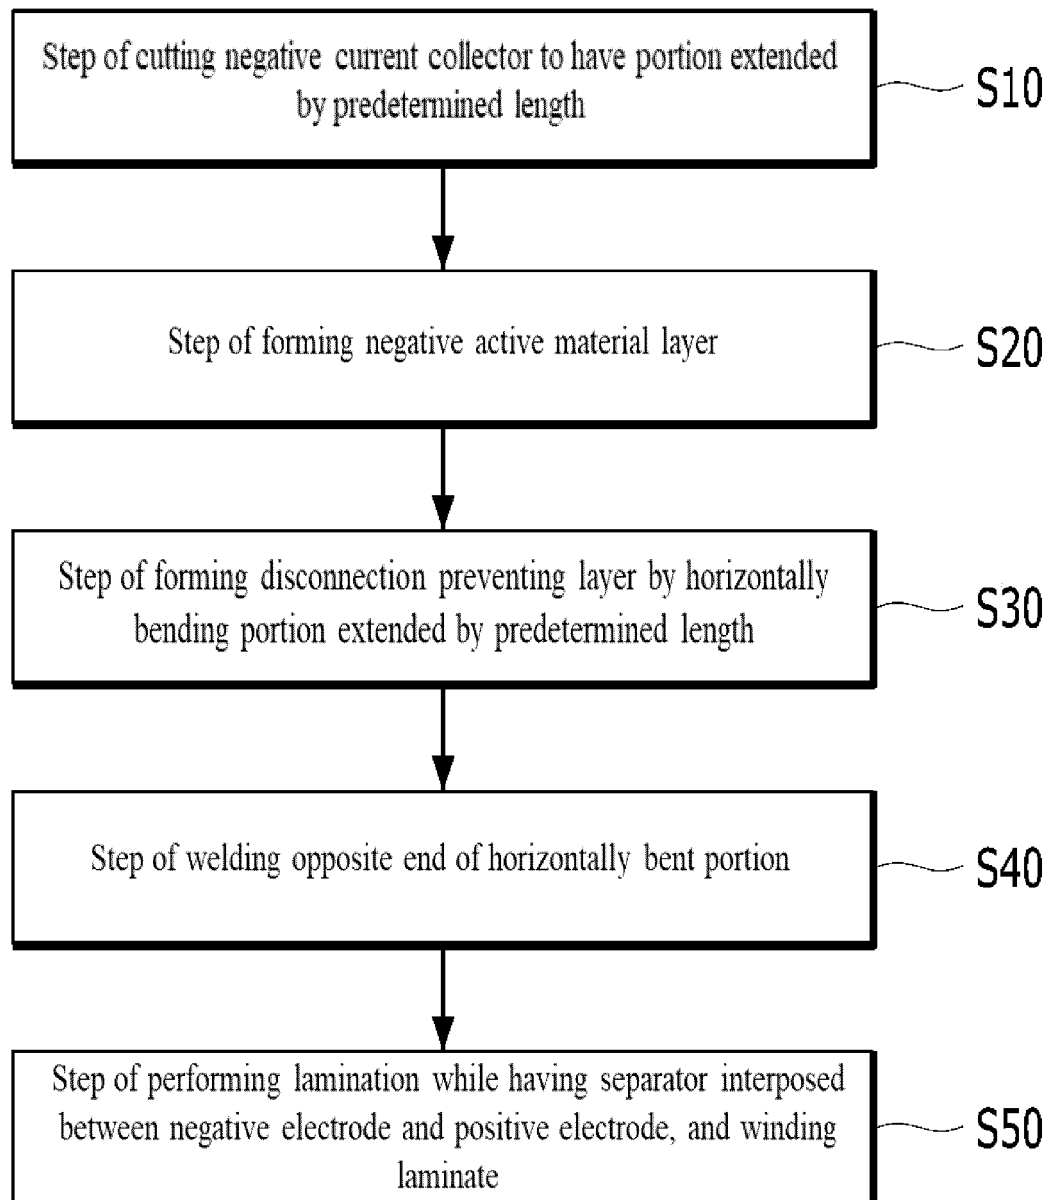 Step of cutting negative current collector to have portion extended
by predetermined length
S10
Step of forming negative active material layer
S20
Step of forming disconnection preventing layer by horizontally
bending portion extended by predetermined length
S30
Step of welding opposite end of horizontally bent portion
S40
Step of performing lamination while having separator interposed
between negative electrode and positive electrode, and winding
laminate
S50